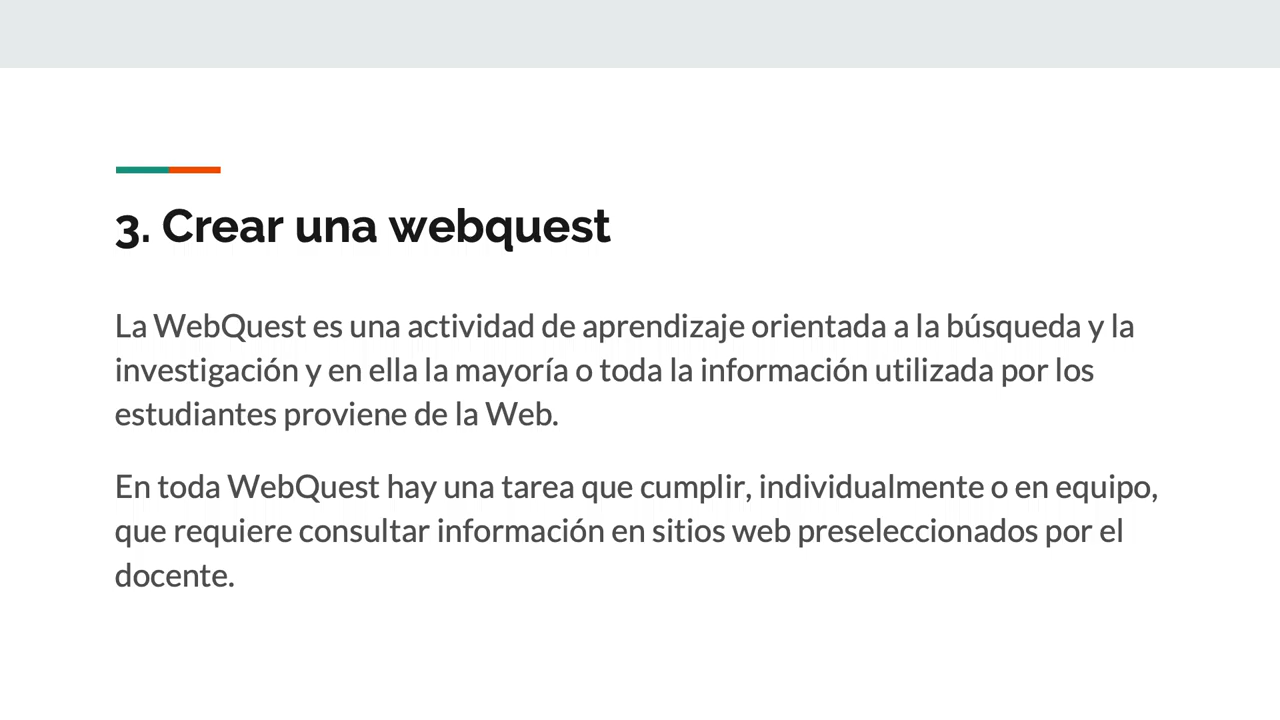 3. Crear una webquest
La WebQuest es una actividad de aprendizaje orientada a la búsqueda y la
investigación y en ella la mayoría o toda la información utilizada por los
estudiantes proviene de la Web.
En toda WebQuest hay una tarea que cumplir, individualmente o en equipo,
que requiere consultar información en sitios web preseleccionados por el
docente.